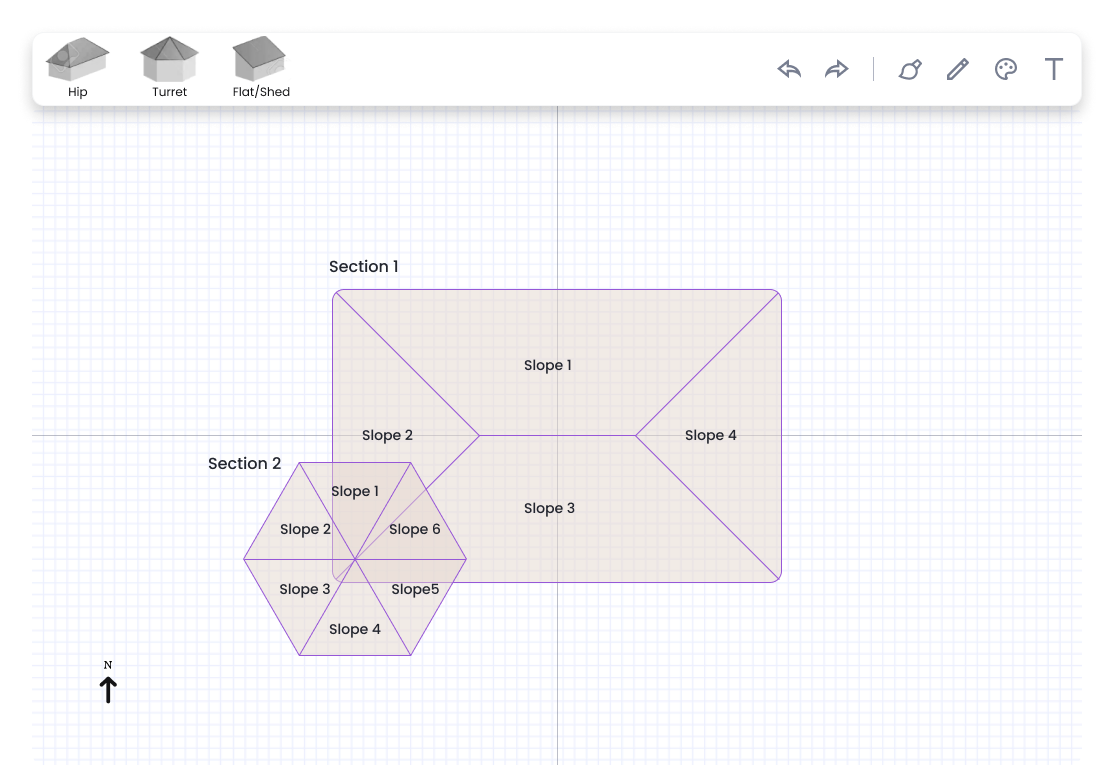 Hip
Turret
Flat/Shed
T
Section 1
Slope 1
Slope 2
Slope 4
Section 2
Slope 1
Slope 3
Slope 2
Slope 6
Slope 3
Slope5
Slope 4
N